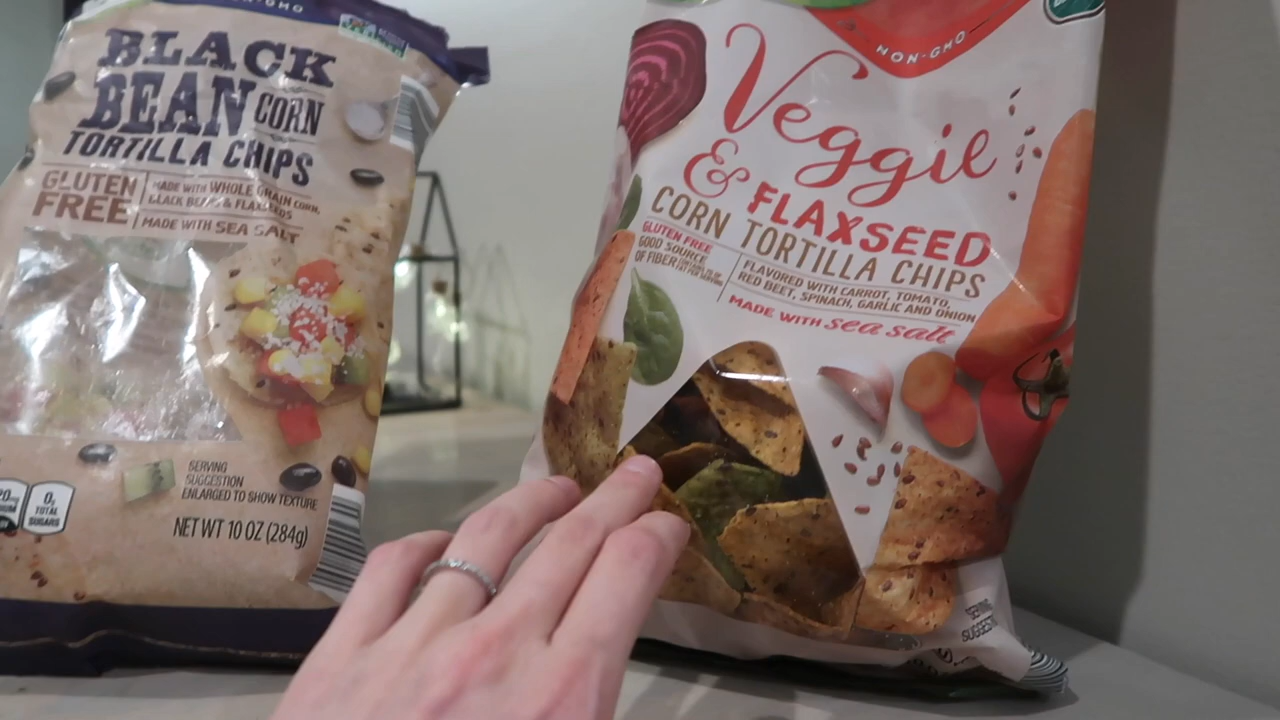 NON-GMO
BLACK
BEAN CORN
TORTILLA CHIPS
GLUTEN
FREE
MADE WITH WHOLE GRAIN CORN,
BLACK BEANS & FLAXSEEDS
MADE WITH SEA SALT
SERVING
SUGGESTION
ENLARGED TO SHOW TEXTURE
NET WT 10 OZ (284g)
0g
TOTAL
SUGARS
NON-GMO
Veggie
& FLAXSEED
CORN TORTILLA CHIPS
GLUTEN FREE
GOOD SOURCE
OF FIBER
FLAVORED WITH CARROT, TOMATO,
RED BEET, SPINACH, GARLIC AND ONION
MADE WITH sea salt
SERVING